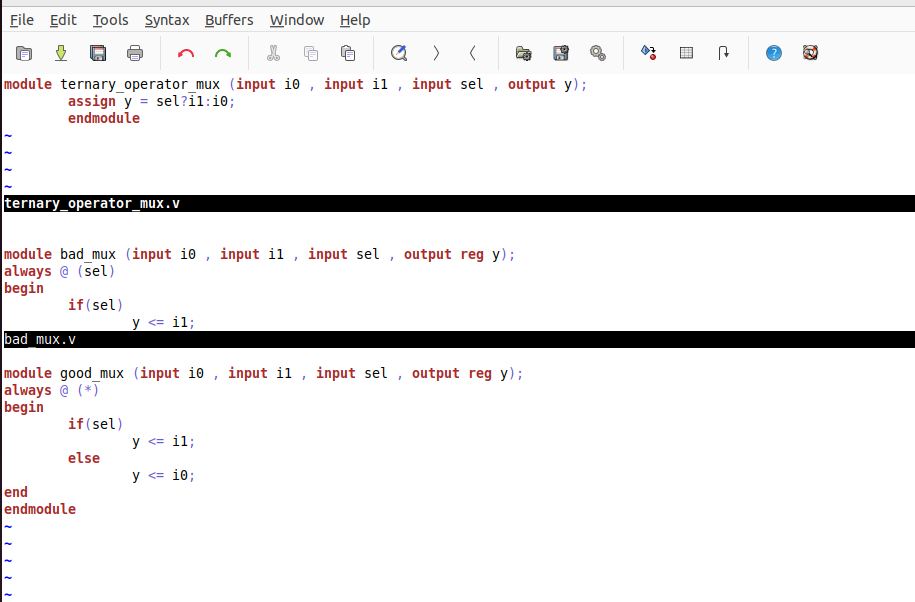 File Edit Tools Syntax Buffers Window Help
module ternary_operator_mux (input i0 , input i1 , input sel , output y);
        assign y = sel?i1:i0;
        endmodule
~
~
~
~
ternary_operator_mux.v
module bad_mux (input i0 , input i1 , input sel , output reg y);
always @ (sel)
begin
        if(sel)
                y <= i1;
bad_mux.v
module good_mux (input i0 , input i1 , input sel , output reg y);
always @ (*)
begin
        if(sel)
                y <= i1;
        else
                y <= i0;
end
endmodule
~
~
~
~
~